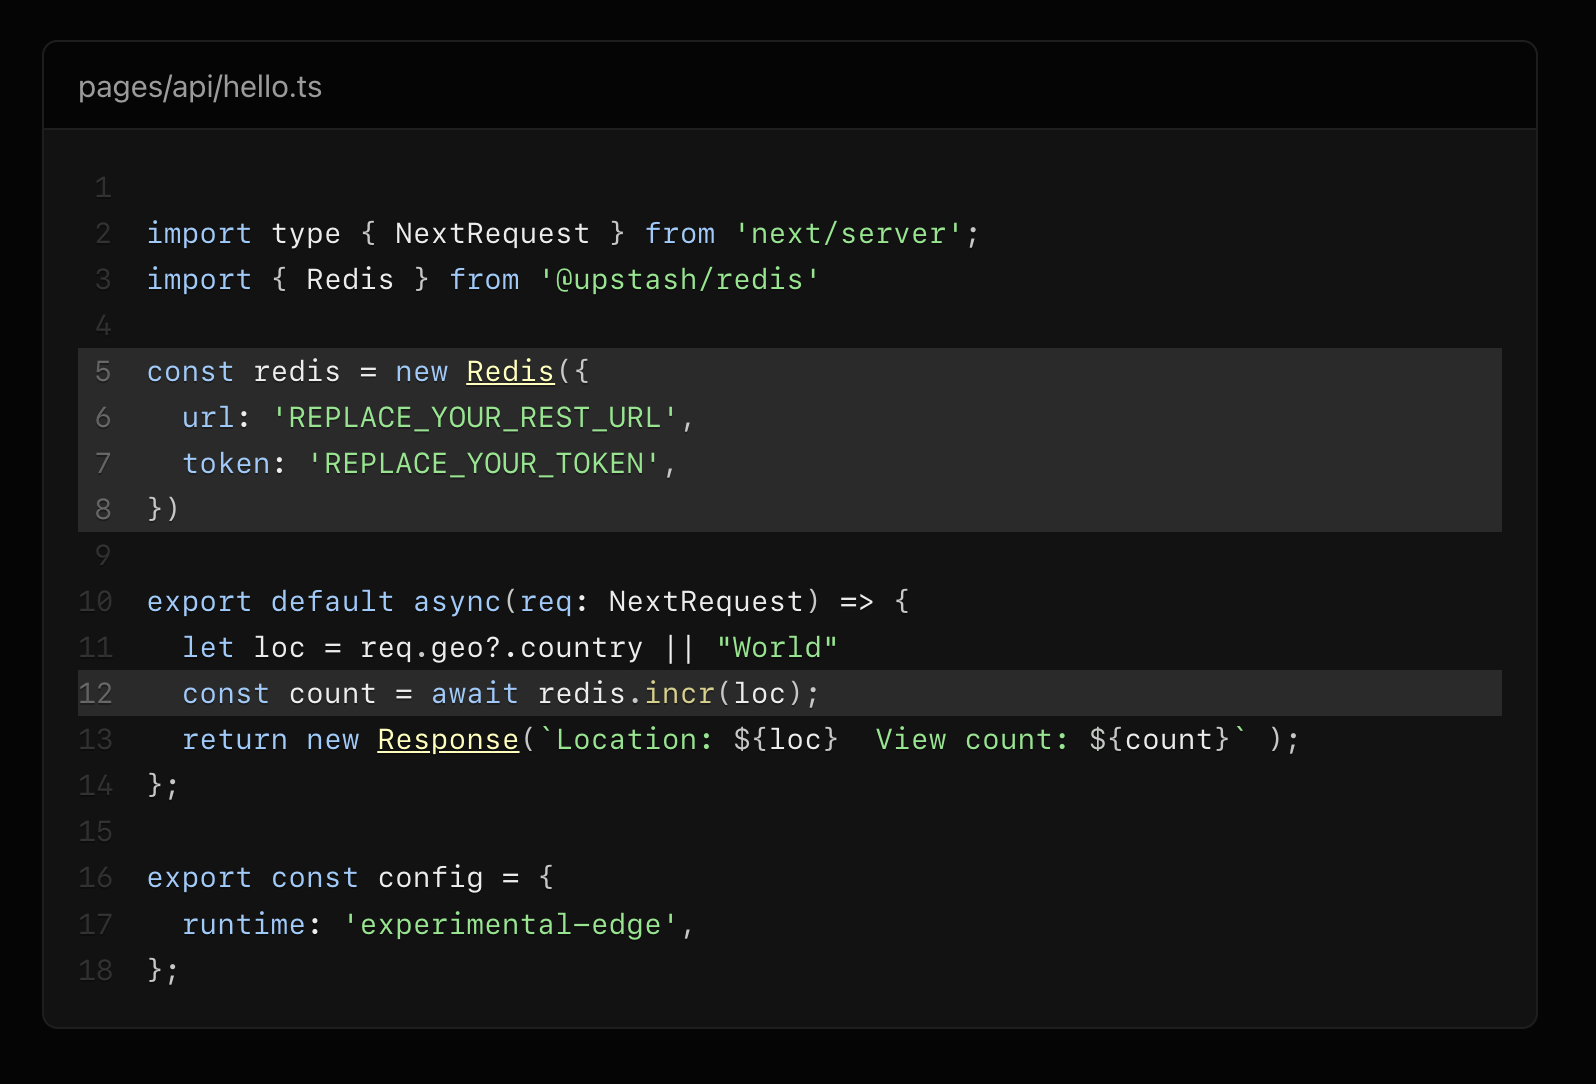 pages/api/hello.ts
1
2 import type { NextRequest } from 'next/server';
3 import { Redis } from '@upstash/redis'
4
5 const redis = new Redis({
6   url: 'REPLACE_YOUR_REST_URL',
7   token: 'REPLACE_YOUR_TOKEN',
8 })
9
10 export default async(req: NextRequest) => {
11   let loc = req.geo?.country || "World"
12   const count = await redis.incr(loc);
13   return new Response(`Location: ${loc}  View count: ${count}` );
14 };
15
16 export const config = {
17   runtime: 'experimental-edge',
18 };